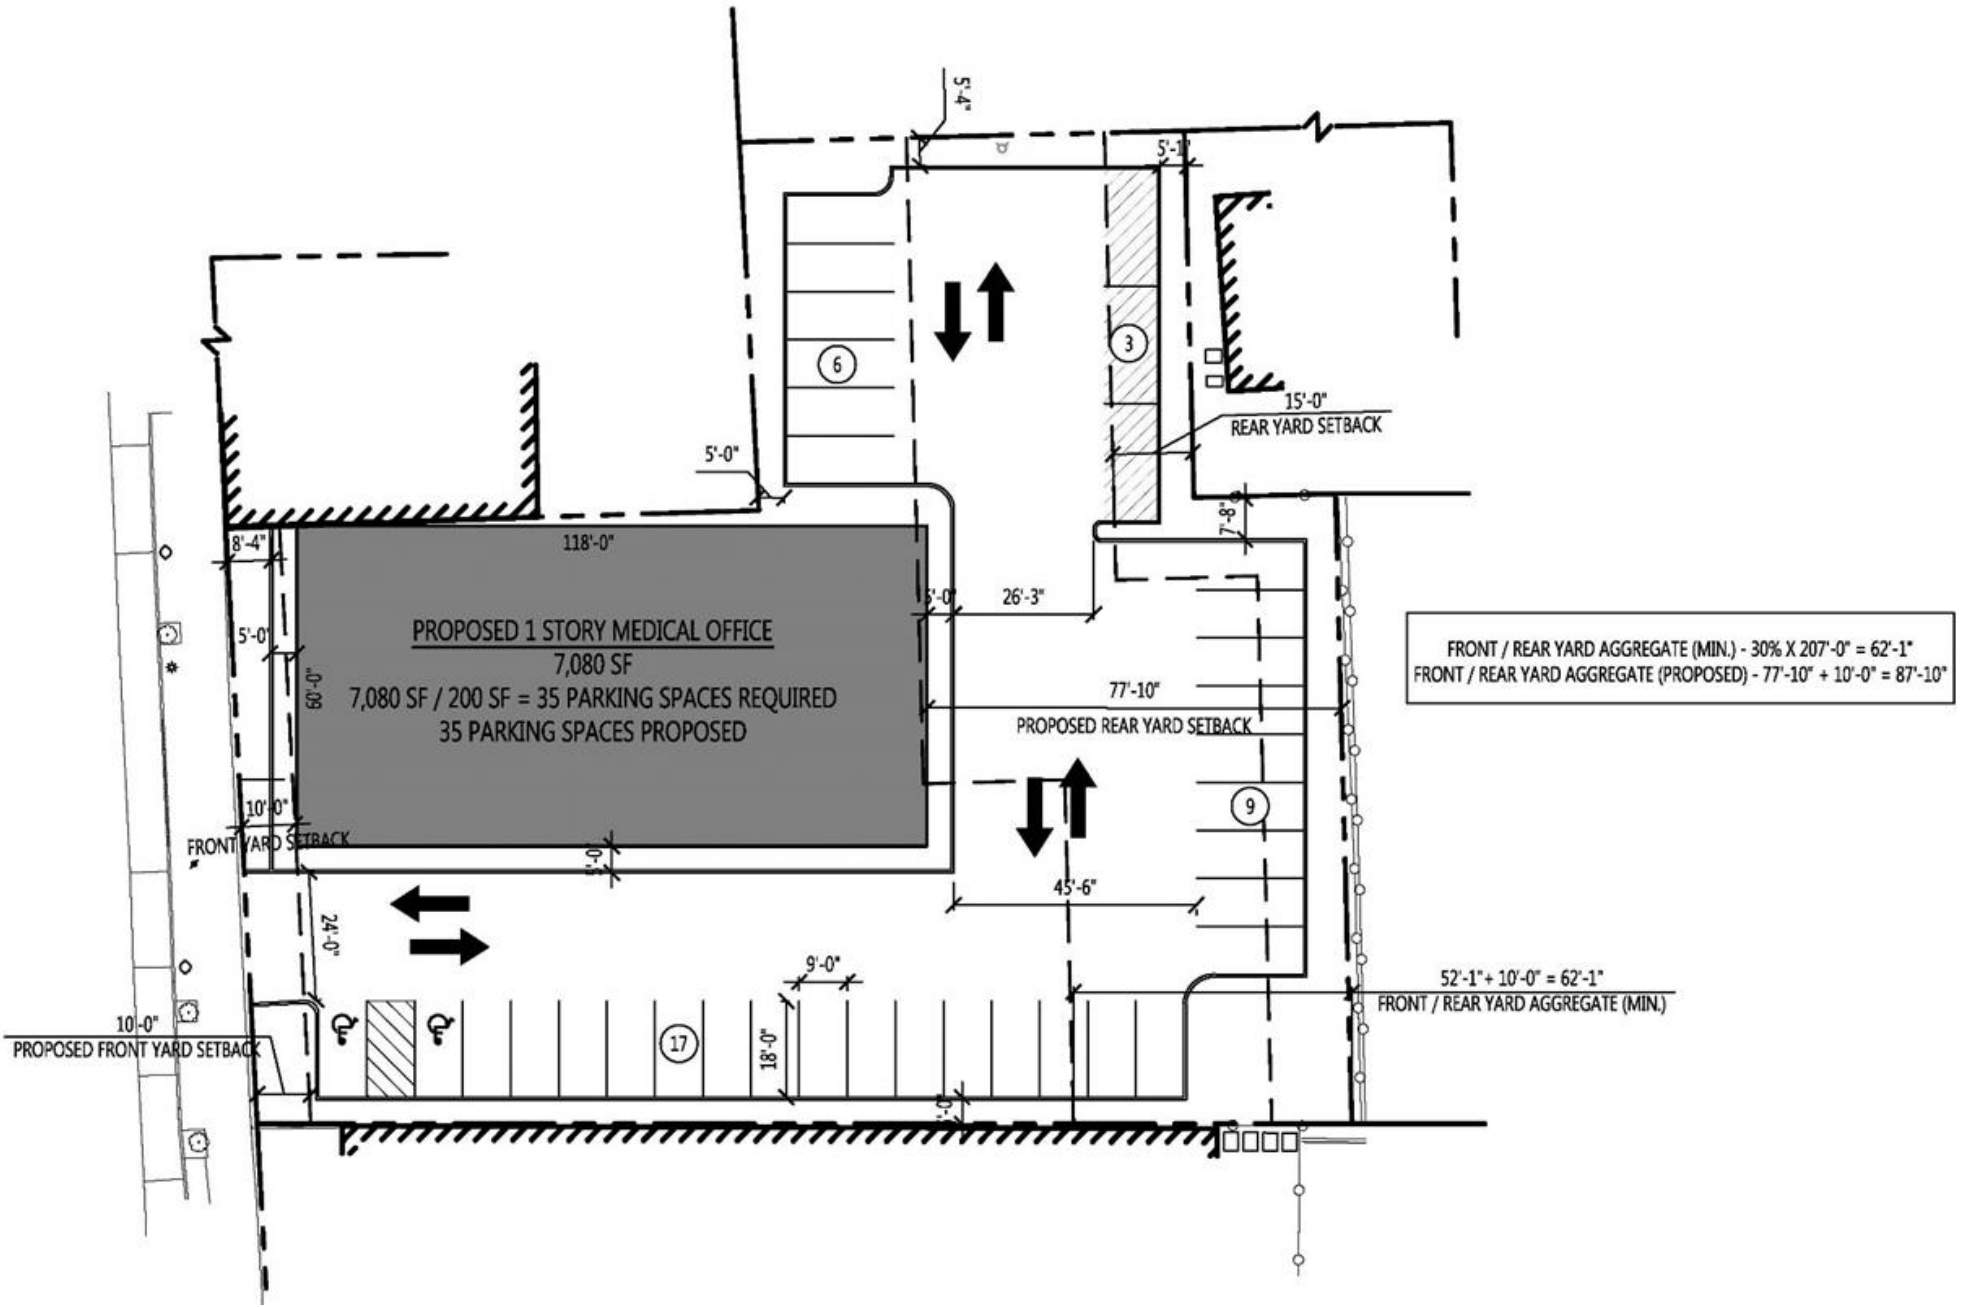 5'-4"
5'-1"
6
3
15'-0"
REAR YARD SETBACK
5'-0"
7'-8"
8'-4"
118'-0"
5'-0"
26'-3"
PROPOSED 1 STORY MEDICAL OFFICE
7,080 SF
7,080 SF / 200 SF = 35 PARKING SPACES REQUIRED
35 PARKING SPACES PROPOSED
5'-0"
60'-0"
77'-10"
PROPOSED REAR YARD SETBACK
FRONT / REAR YARD AGGREGATE (MIN.) - 30% X 207'-0" = 62'-1"
FRONT / REAR YARD AGGREGATE (PROPOSED) - 77'-10" + 10'-0" = 87'-10"
10'-0"
FRONT YARD SETBACK
5'-0"
9
45'-6"
24'-0"
9'-0"
52'-1"+ 10'-0" = 62'-1"
FRONT / REAR YARD AGGREGATE (MIN.)
10'-0"
PROPOSED FRONT YARD SETBACK
17
18'-0"